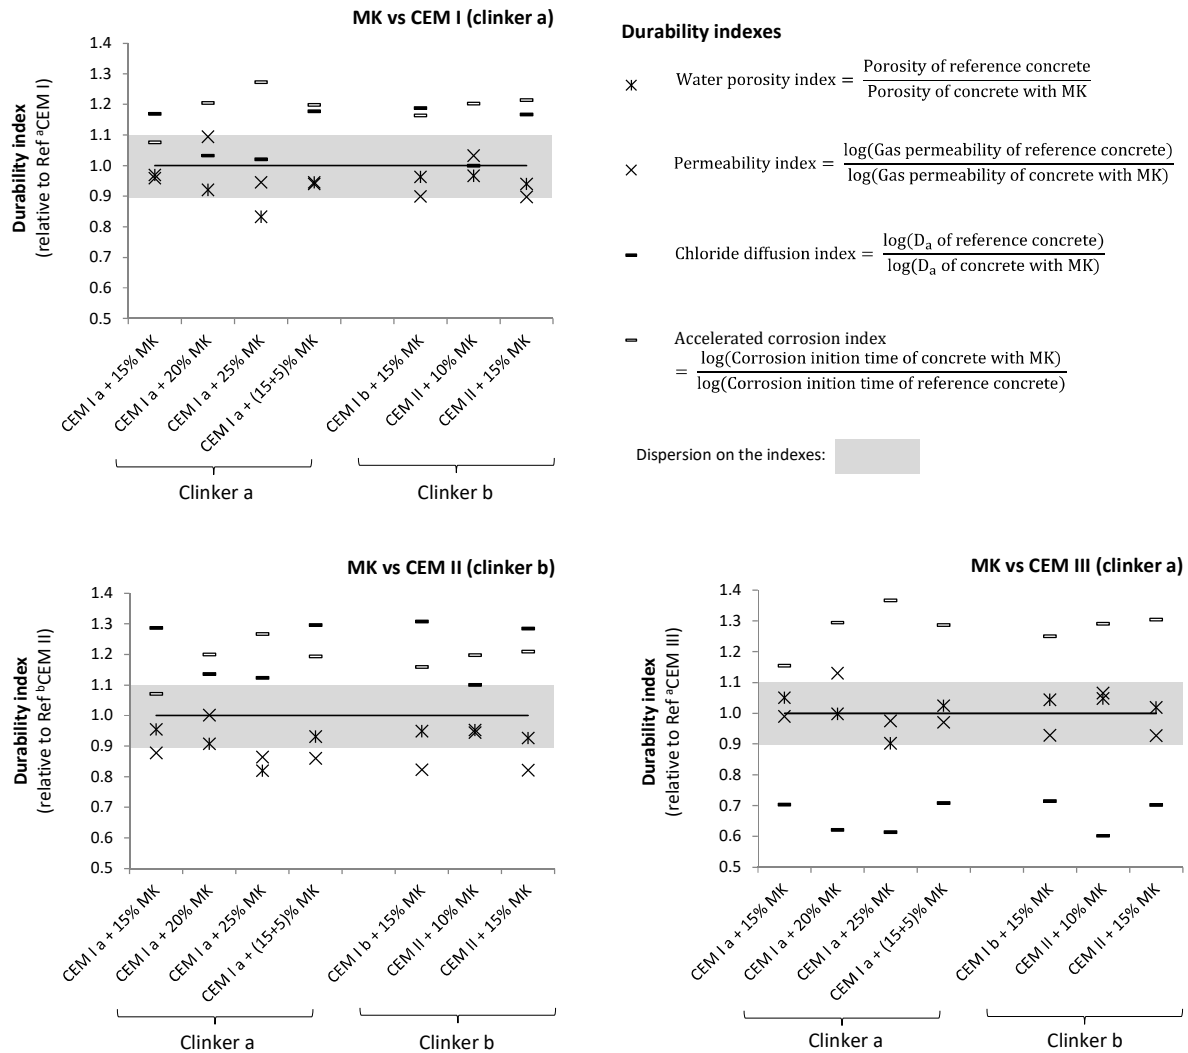 MK vs CEM I (clinker a)
Durability index
(relative to Ref ᵃCEM I)
1.4
1.3
1.2
1.1
1.0
0.9
0.8
0.7
0.6
0.5
CEM I a + 15% MK
CEM I a + 20% MK
CEM I a + 25% MK
CEM I a + (15+5)% MK
CEM I b + 15% MK
CEM II + 10% MK
CEM II + 15% MK
Clinker a
Clinker b
Durability indexes
Water porosity index = Porosity of reference concrete
Porosity of concrete with MK
Permeability index = log(Gas permeability of reference concrete)
log(Gas permeability of concrete with MK)
Chloride diffusion index = log(Dₐ of reference concrete)
log(Dₐ of concrete with MK)
Accelerated corrosion index
= log(Corrosion inition time of concrete with MK)
log(Corrosion inition time of reference concrete)
Dispersion on the indexes:
MK vs CEM II (clinker b)
Durability index
(relative to Ref ᵇCEM II)
1.4
1.3
1.2
1.1
1.0
0.9
0.8
0.7
0.6
0.5
CEM I a + 15% MK
CEM I a + 20% MK
CEM I a + 25% MK
CEM I a + (15+5)% MK
CEM I b + 15% MK
CEM II + 10% MK
CEM II + 15% MK
Clinker a
Clinker b
MK vs CEM III (clinker a)
Durability index
(relative to Ref ᵃCEM III)
1.4
1.3
1.2
1.1
1.0
0.9
0.8
0.7
0.6
0.5
CEM I a + 15% MK
CEM I a + 20% MK
CEM I a + 25% MK
CEM I a + (15+5)% MK
CEM I b + 15% MK
CEM II + 10% MK
CEM II + 15% MK
Clinker a
Clinker b